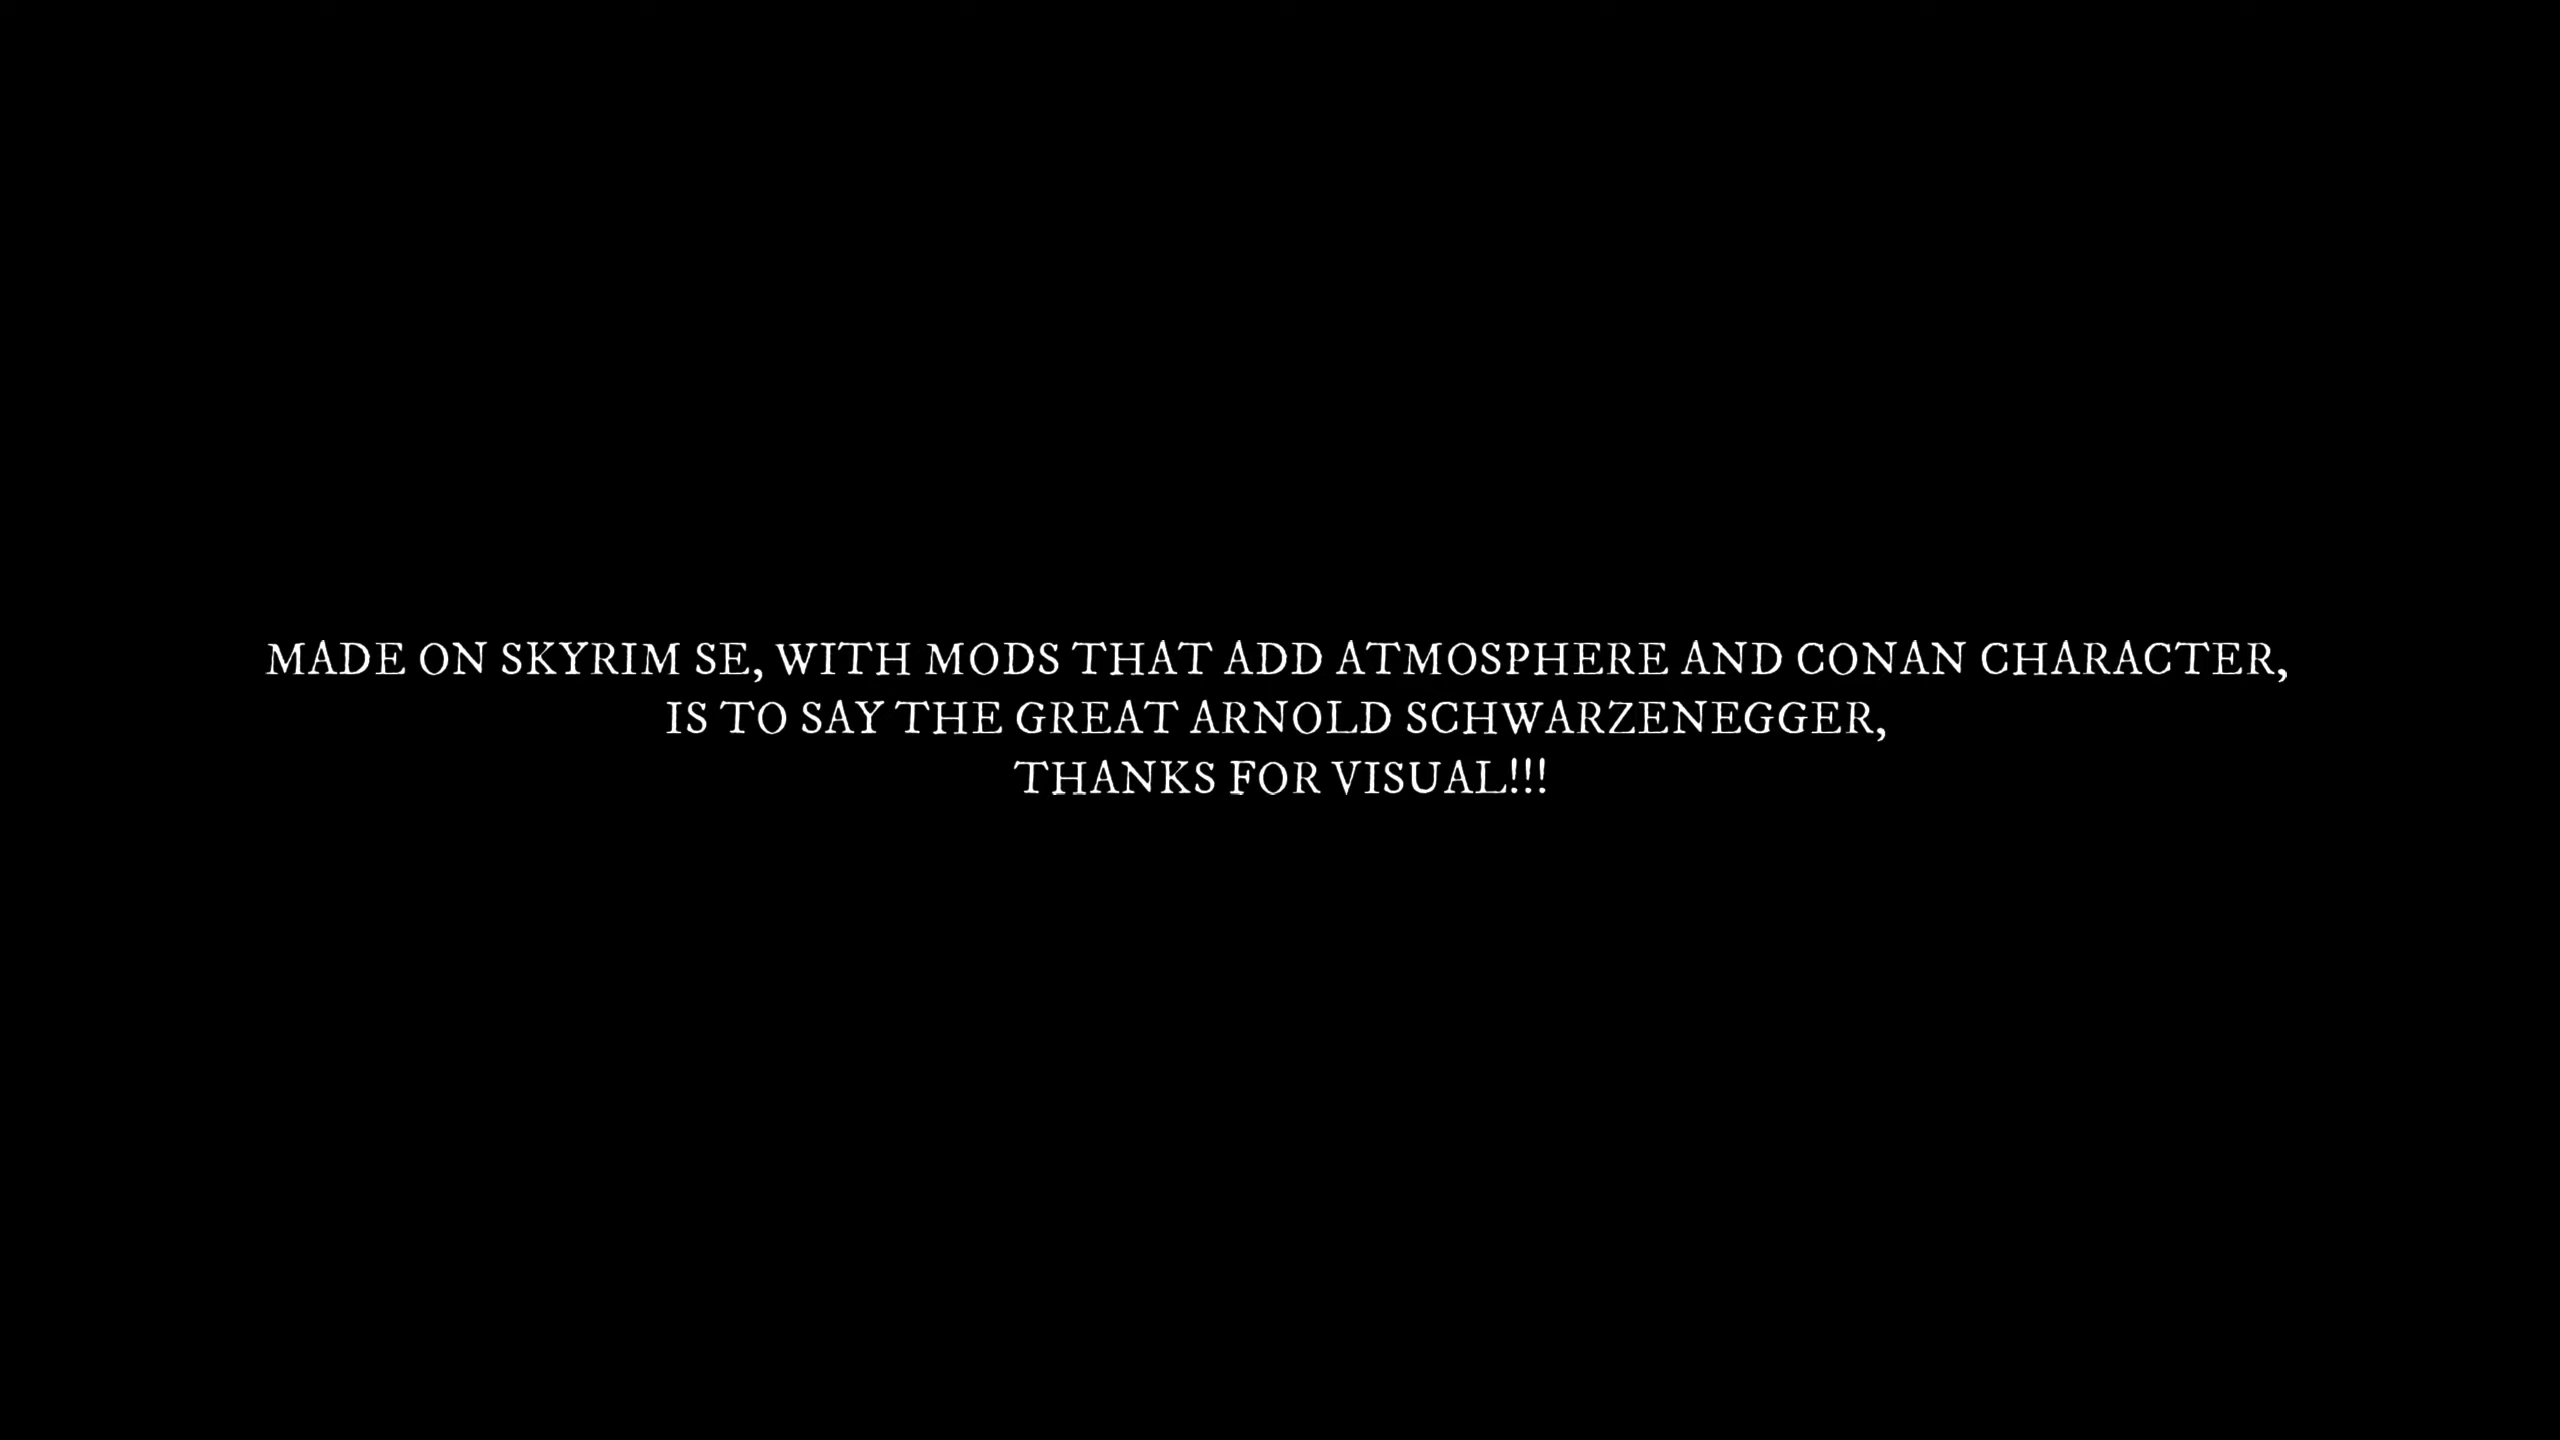 MADE ON SKYRIM SE, WITH MODS THAT ADD ATMOSPHERE AND CONAN CHARACTER,
IS TO SAY THE GREAT ARNOLD SCHWARZENEGGER,
THANKS FOR VISUAL!!!